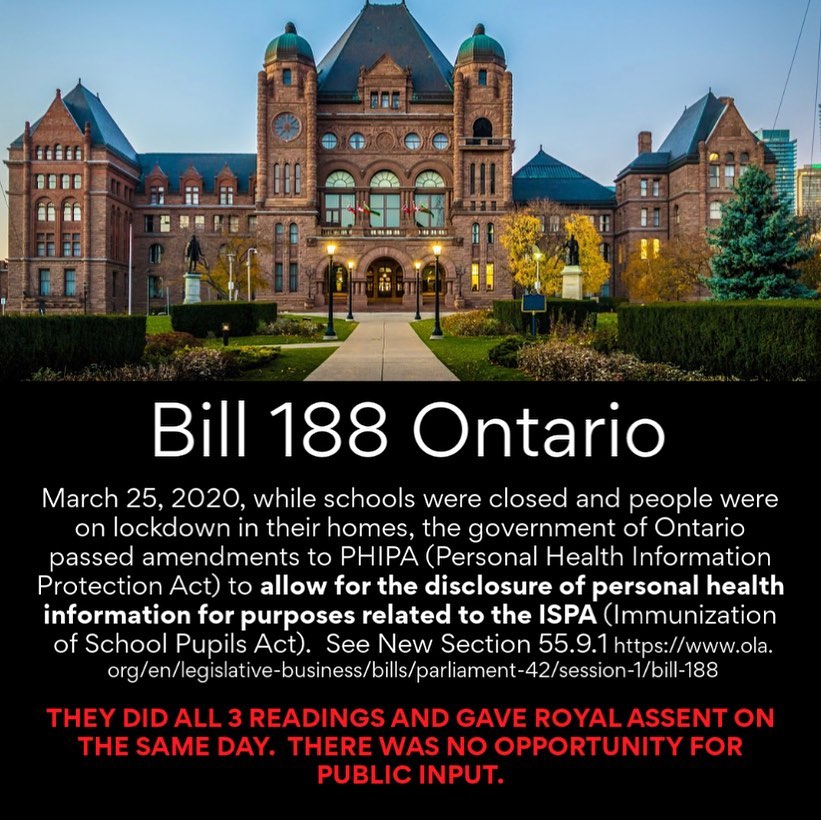 Bill 188 Ontario
March 25, 2020, while schools were closed and people were
on lockdown in their homes, the government of Ontario
passed amendments to PHIPA (Personal Health Information
Protection Act) to allow for the disclosure of personal health
information for purposes related to the ISPA (Immunization
of School Pupils Act).  See New Section 55.9.1 https://www.ola.
org/en/legislative-business/bills/parliament-42/session-1/bill-188
THEY DID ALL 3 READINGS AND GAVE ROYAL ASSENT ON
THE SAME DAY.  THERE WAS NO OPPORTUNITY FOR
PUBLIC INPUT.